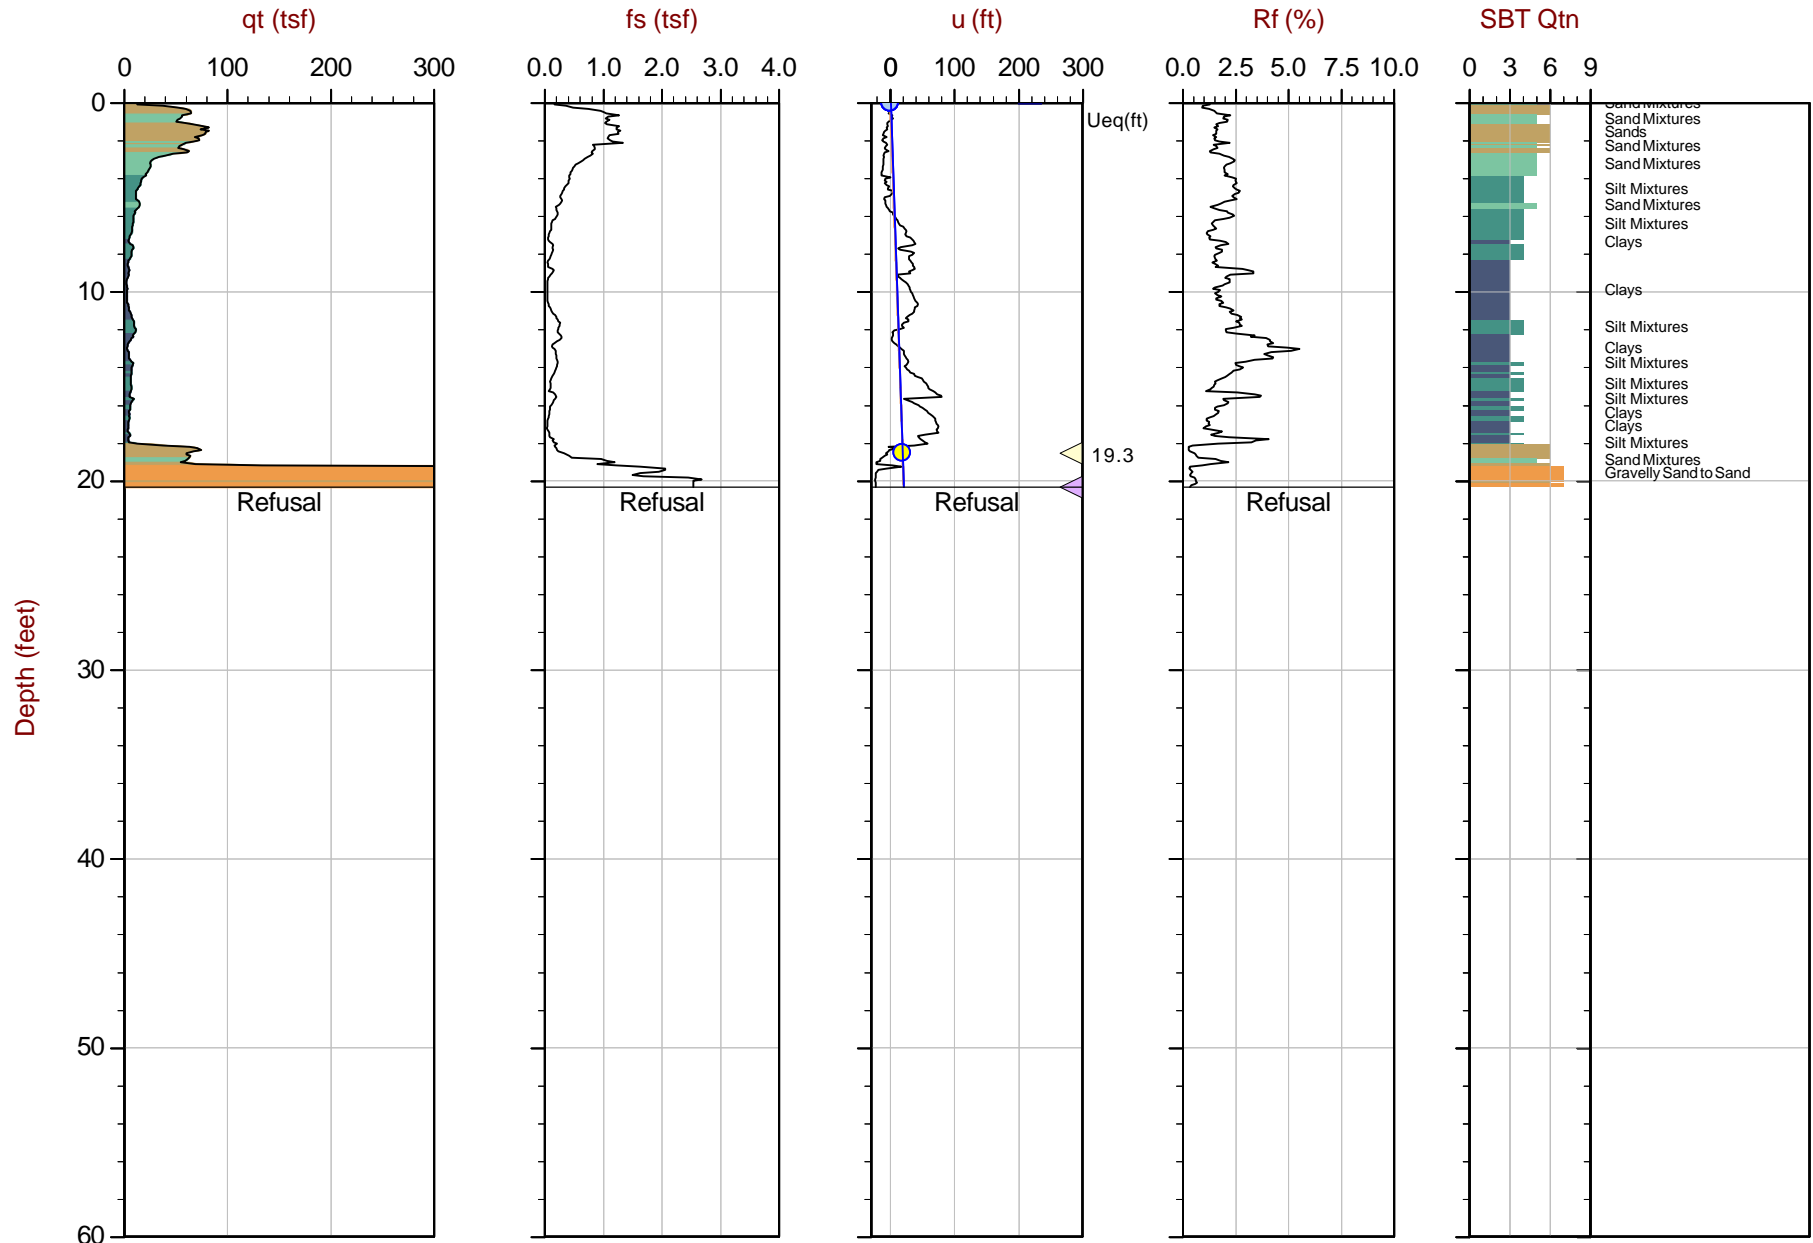 qt (tsf)
fs (tsf)
u (ft)
Rf (%)
SBT Qtn
0 100 200 300
0.0 1.0 2.0 3.0 4.0
0 100 200 300
0.0 2.5 5.0 7.5 10.0
0 3 6 9
0
10
20
30
40
50
60
Depth (feet)
Refusal
Refusal
Ueq(ft)
19.3
Refusal
Refusal
Sand Mixtures
Sand Mixtures
Sands
Sand Mixtures
Sand Mixtures
Silt Mixtures
Sand Mixtures
Silt Mixtures
Clays
Clays
Silt Mixtures
Clays
Silt Mixtures
Silt Mixtures
Silt Mixtures
Clays
Clays
Silt Mixtures
Sand Mixtures
Gravelly Sand to Sand